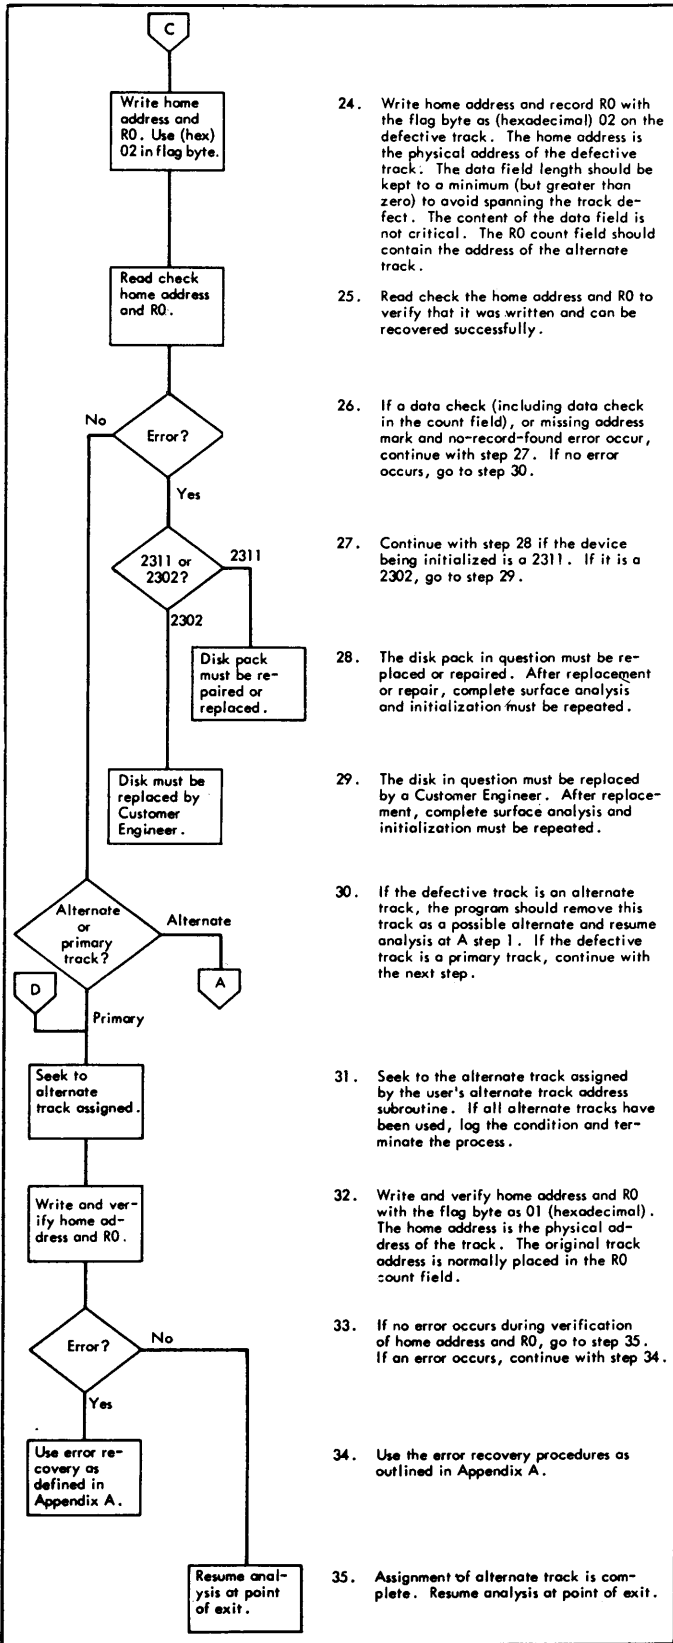 C
Write home
address and
R0. Use (hex)
02 in flag byte.
24. Write home address and record R0 with
the flag byte as (hexadecimal) 02 on the
defective track. The home address is
the physical address of the defective
track. The data field length should be
kept to a minimum (but greater than
zero) to avoid spanning the track de-
fect. The content of the data field is
not critical. The R0 count field should
contain the address of the alternate
track.
Read check
home address
and R0.
25. Read check the home address and R0 to
verify that it was written and can be
recovered successfully.
No
Error?
Yes
26. If a data check (including data check
in the count field), or missing address
mark and no-record-found error occur,
continue with step 27. If no error
occurs, go to step 30.
2311 or
2302?
2311
2302
27. Continue with step 28 if the device
being initialized is a 2311. If it is a
2302, go to step 29.
Disk pack
must be re-
paired or
replaced.
28. The disk pack in question must be re-
placed or repaired. After replacement
or repair, complete surface analysis
and initialization must be repeated.
Disk must be
replaced by
Customer
Engineer.
29. The disk in question must be replaced
by a Customer Engineer. After replace-
ment, complete surface analysis and
initialization must be repeated.
Alternate
or
primary
track?
Alternate
A
D
Primary
30. If the defective track is an alternate
track, the program should remove this
track as a possible alternate and resume
analysis at A step 1. If the defective
track is a primary track, continue with
the next step.
Seek to
alternate
track assigned.
31. Seek to the alternate track assigned
by the user's alternate track address
subroutine. If all alternate tracks have
been used, log the condition and ter-
minate the process.
Write and ver-
ify home ad-
dress and R0.
32. Write and verify home address and R0
with the flag byte as 01 (hexadecimal).
The home address is the physical ad-
dress of the track. The original track
address is normally placed in the R0
count field.
Error?
No
Yes
33. If no error occurs during verification
of home address and R0, go to step 35.
If an error occurs, continue with step 34.
Use error re-
covery as
defined in
Appendix A.
34. Use the error recovery procedures as
outlined in Appendix A.
Resume anal-
ysis at point
of exit.
35. Assignment of alternate track is com-
plete. Resume analysis at point of exit.